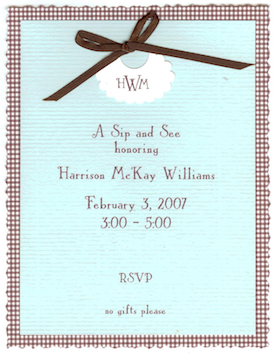 HWM
A Sip and See
honoring
Harrison McKay Williams
February 3, 2007
3:00 - 5:00
RSVP
no gifts please